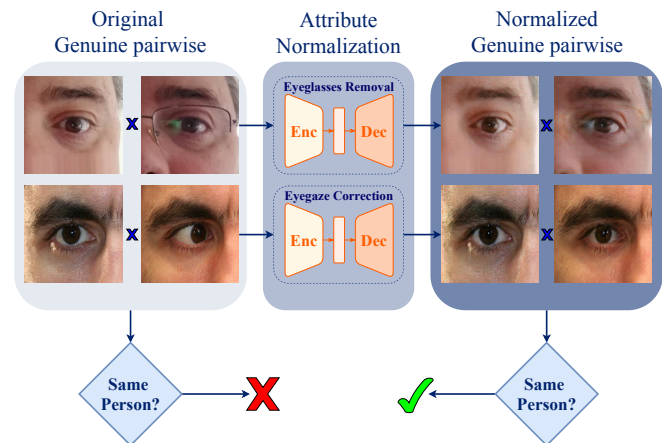 Original
Genuine pairwise
Attribute
Normalization
Normalized
Genuine pairwise
Eyeglasses Removal
X
Enc
Dec
X
Eyegaze Correction
X
Enc
Dec
X
Same
Person?
Same
Person?